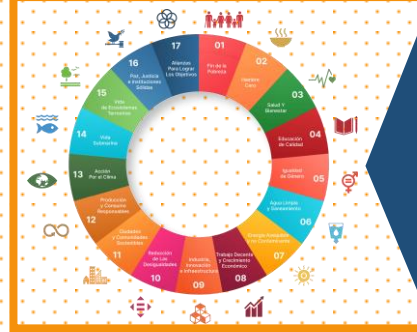 01
Fin de la
Pobreza
02
Hambre
Cero
03
Salud Y
Bienestar
04
Educación
de Calidad
05
Igualdad
de Género
06
Agua Limpia
y Saneamiento
07
Energía Asequible
y no Contaminante
08
Trabajo Decente
y Crecimiento
Económico
09
Industria,
Innovación
e Infraestructura
10
Reducción
de Las
Desigualdades
11
Ciudades
y Comunidades
Sostenibles
12
Producción
y Consumo
Responsables
13
Acción
Por el Clima
14
Vida
Submarina
15
Vida
de Ecosistemas
Terrestres
16
Paz, Justicia
e Instituciones
Sólidas
17
Alianzas
Para Lograr
Los Objetivos